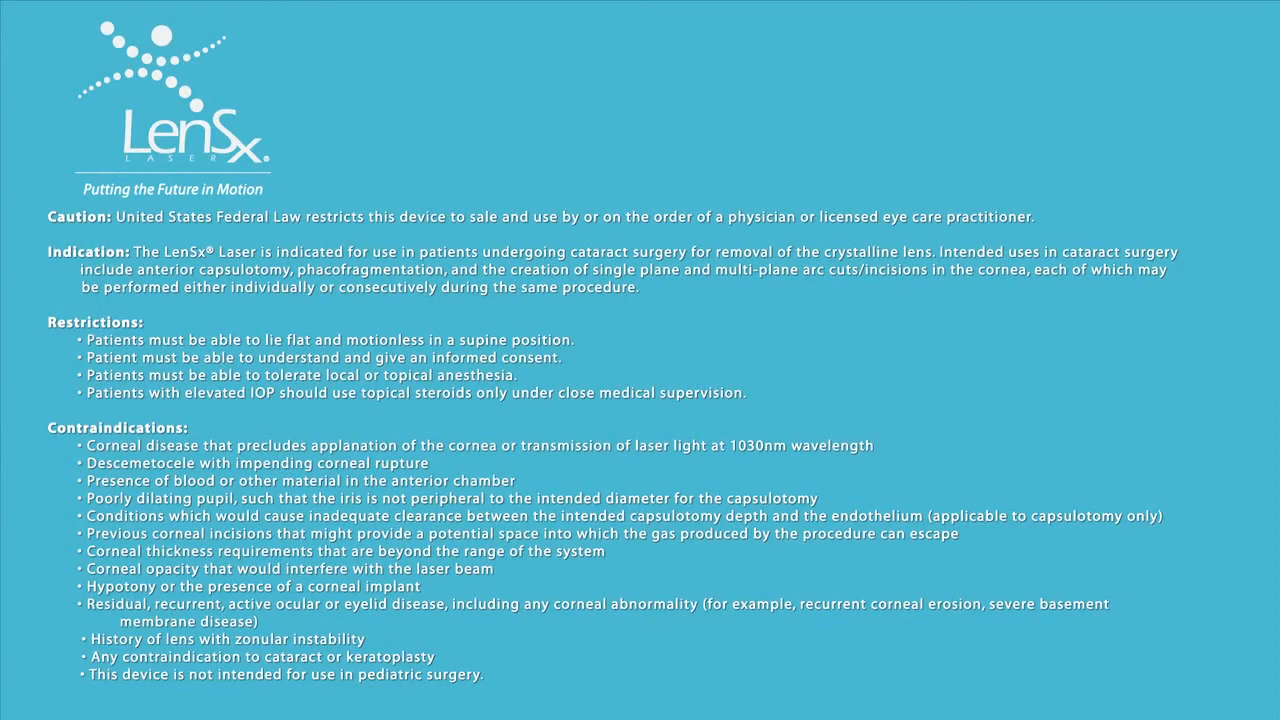 LenSx®
LASER
Putting the Future in Motion
Caution: United States Federal Law restricts this device to sale and use by or on the order of a physician or licensed eye care practitioner.
Indication: The LenSx® Laser is indicated for use in patients undergoing cataract surgery for removal of the crystalline lens. Intended uses in cataract surgery
include anterior capsulotomy, phacofragmentation, and the creation of single plane and multi-plane arc cuts/incisions in the cornea, each of which may
be performed either individually or consecutively during the same procedure.
Restrictions:
• Patients must be able to lie flat and motionless in a supine position.
• Patient must be able to understand and give an informed consent.
• Patients must be able to tolerate local or topical anesthesia.
• Patients with elevated IOP should use topical steroids only under close medical supervision.
Contraindications:
• Corneal disease that precludes applanation of the cornea or transmission of laser light at 1030nm wavelength
• Descemetocele with impending corneal rupture
• Presence of blood or other material in the anterior chamber
• Poorly dilating pupil, such that the iris is not peripheral to the intended diameter for the capsulotomy
• Conditions which would cause inadequate clearance between the intended capsulotomy depth and the endothelium (applicable to capsulotomy only)
• Previous corneal incisions that might provide a potential space into which the gas produced by the procedure can escape
• Corneal thickness requirements that are beyond the range of the system
• Corneal opacity that would interfere with the laser beam
• Hypotony or the presence of a corneal implant
• Residual, recurrent, active ocular or eyelid disease, including any corneal abnormality (for example, recurrent corneal erosion, severe basement
membrane disease)
• History of lens with zonular instability
• Any contraindication to cataract or keratoplasty
• This device is not intended for use in pediatric surgery.